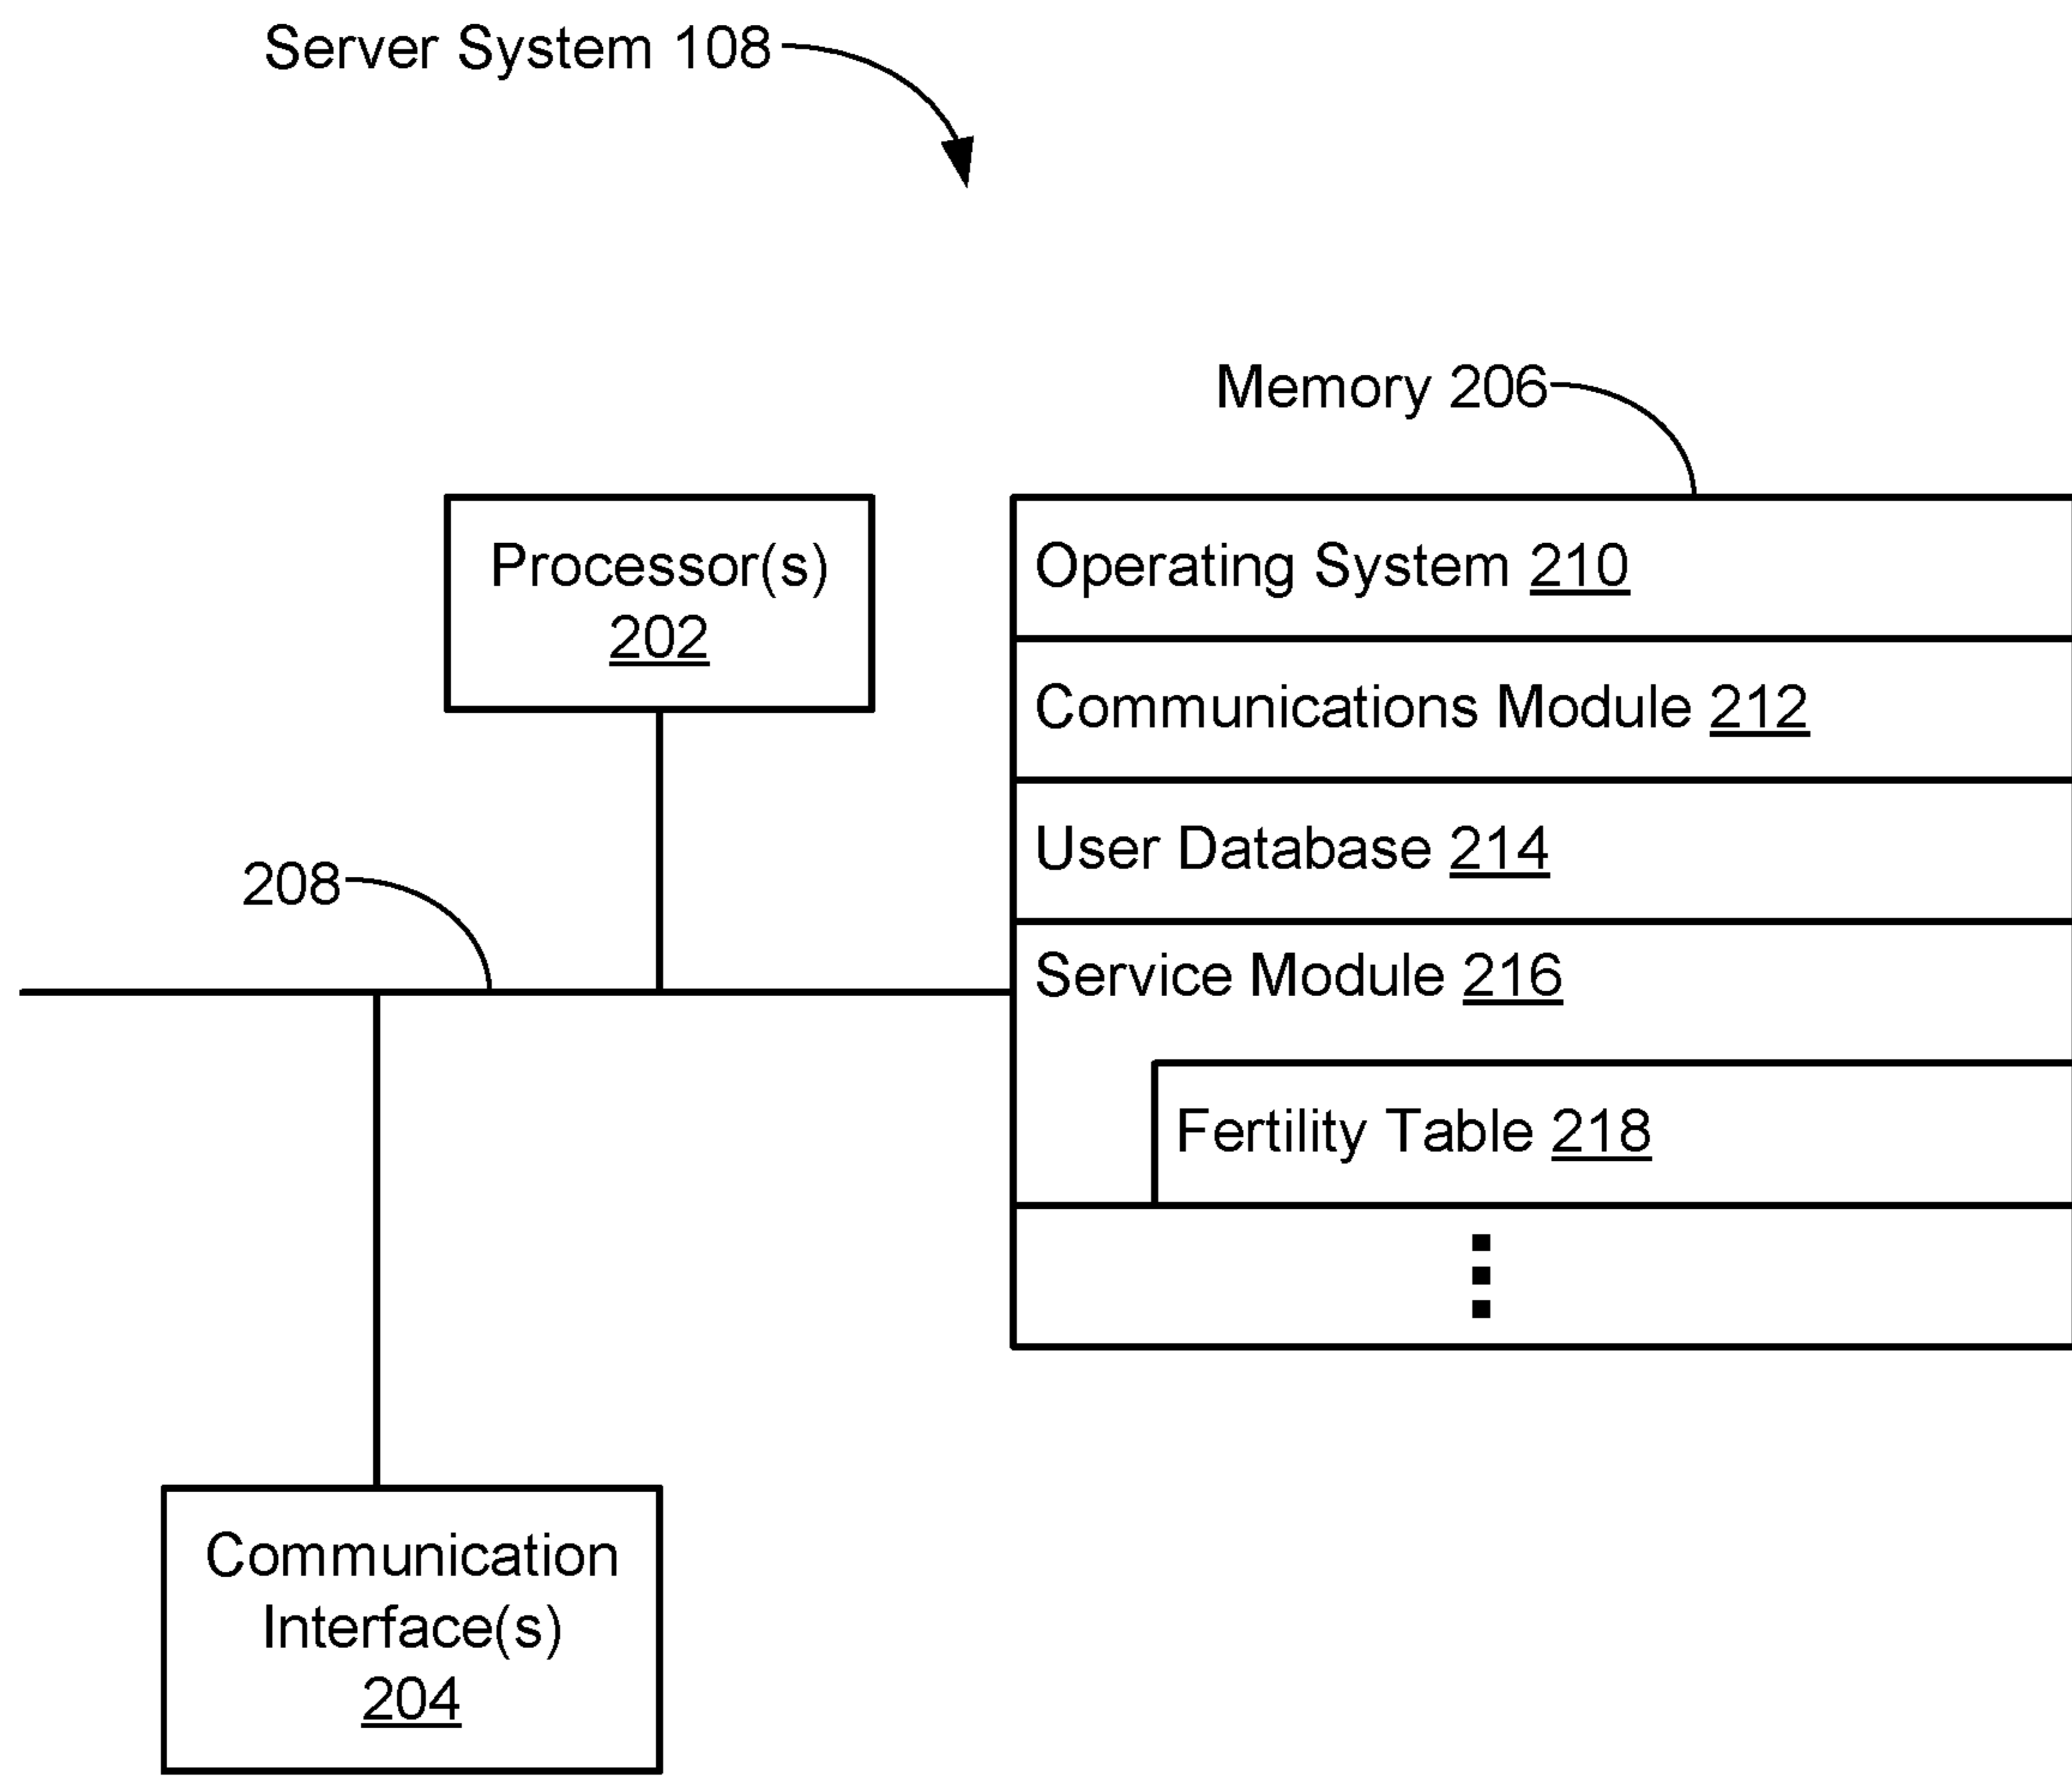 Server System 108
Memory 206
Processor(s)
202
Operating System 210
Communications Module 212
User Database 214
208
Service Module 216
Fertility Table 218
Communication
Interface(s)
204